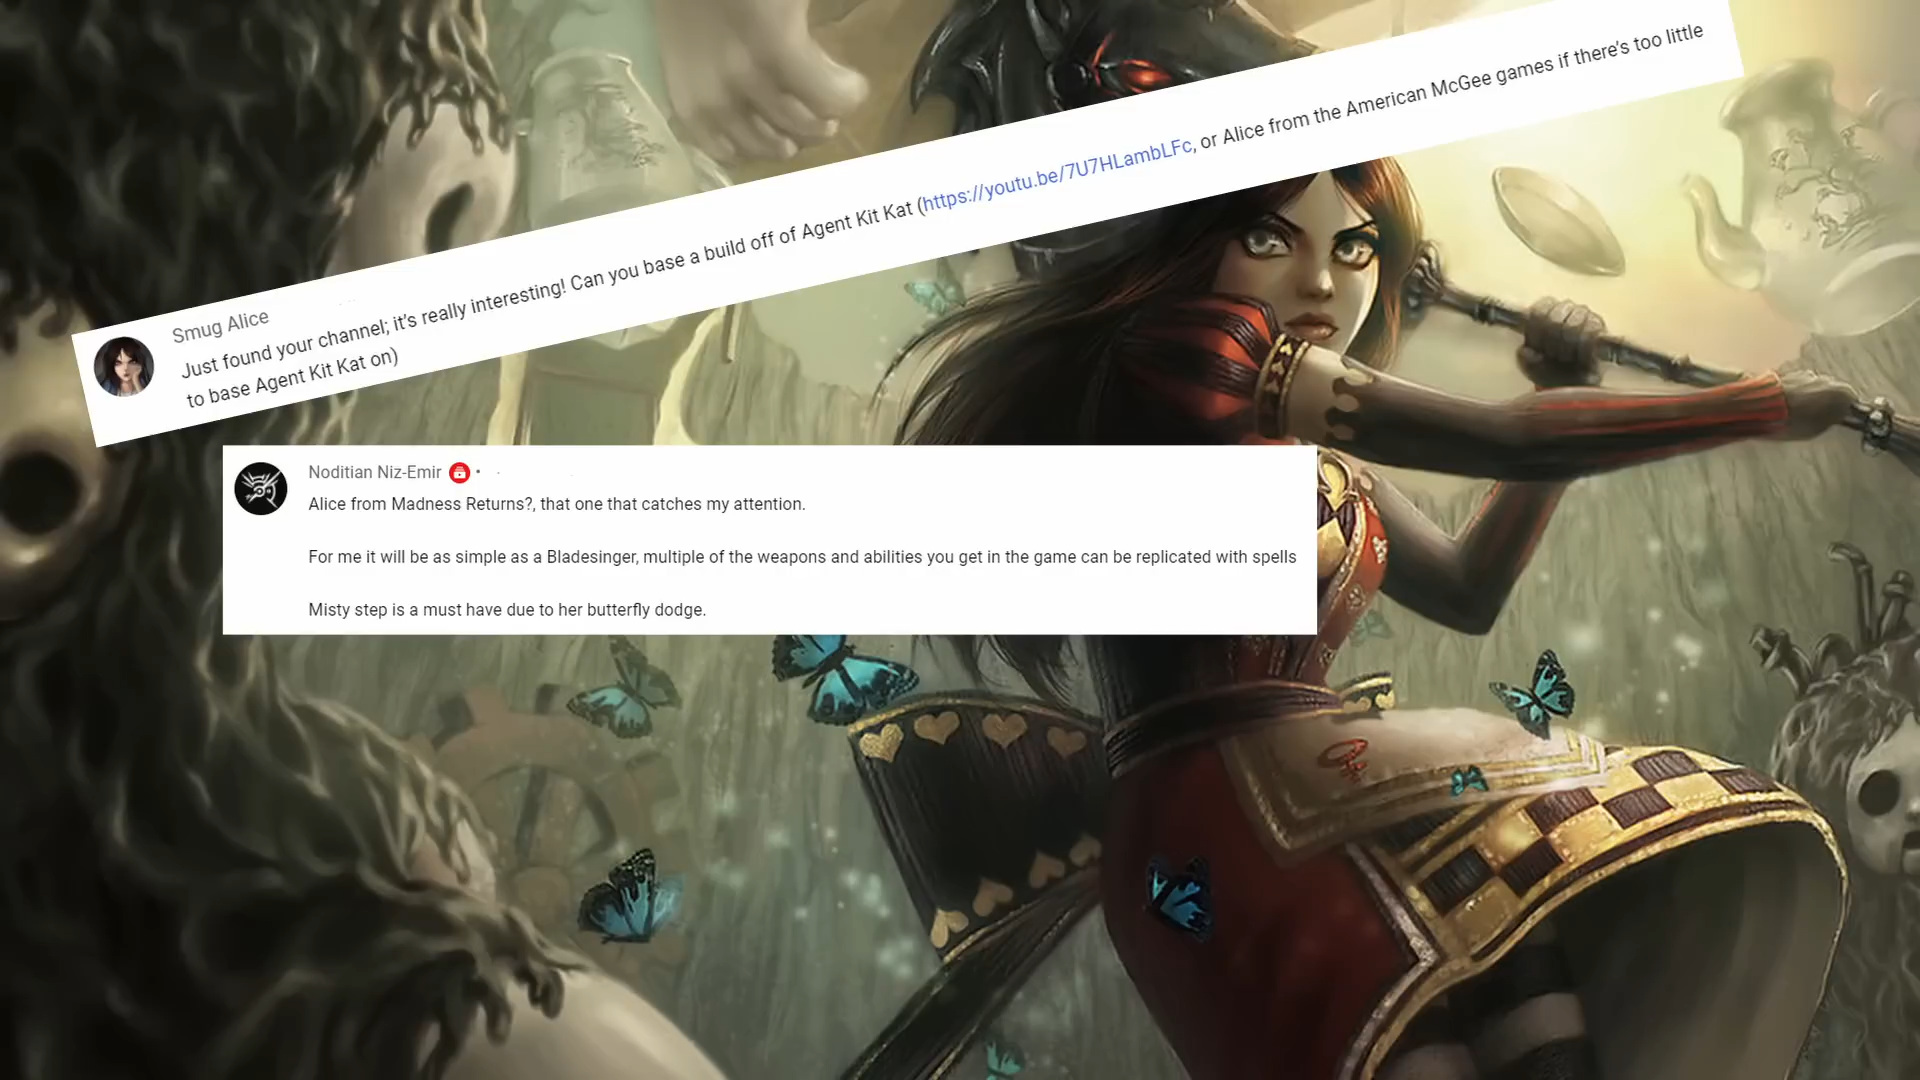 Smug Alice
Just found your channel; it's really interesting! Can you base a build off of Agent Kit Kat (https://youtu.be/7U7HLambLFc, or Alice from the American McGee games if there's too little
to base Agent Kit Kat on)
Noditian Niz-Emir
Alice from Madness Returns?, that one that catches my attention.
For me it will be as simple as a Bladesinger, multiple of the weapons and abilities you get in the game can be replicated with spells
Misty step is a must have due to her butterfly dodge.